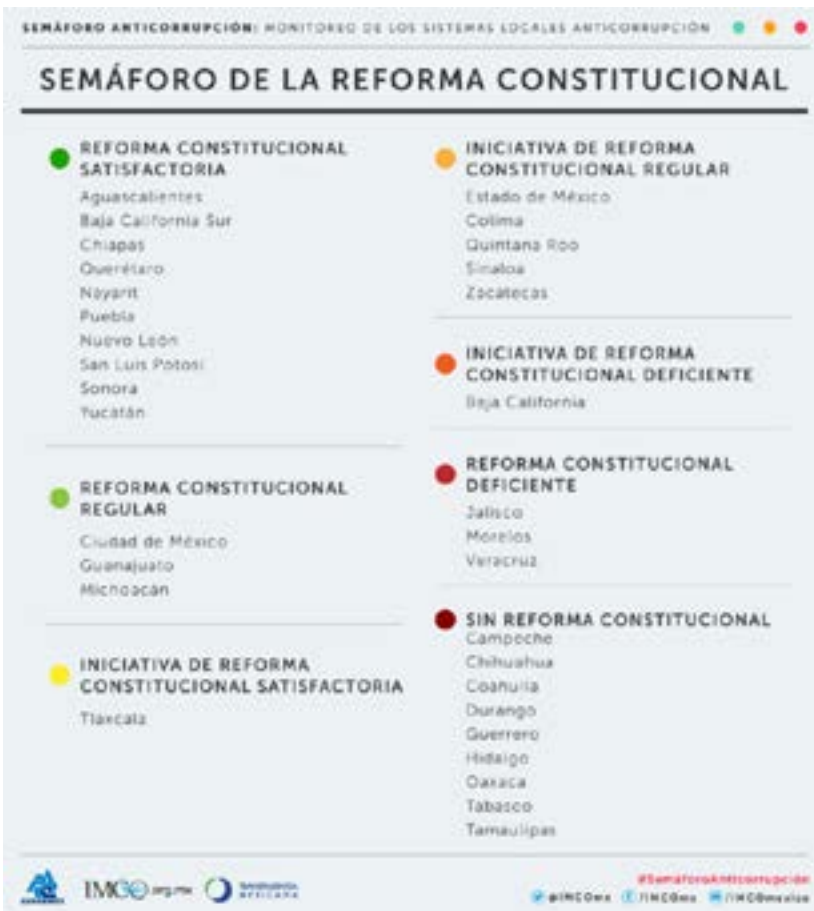 SEMÁFORO ANTICORRUPCIÓN: MONITOREO DE LOS SISTEMAS LOCALES ANTICORRUPCIÓN
SEMÁFORO DE LA REFORMA CONSTITUCIONAL
REFORMA CONSTITUCIONAL
SATISFACTORIA
Aguascalientes
Baja California Sur
Chiapas
Querétaro
Nayarit
Puebla
Nuevo León
San Luis Potosí
Sonora
Yucatán
REFORMA CONSTITUCIONAL
REGULAR
Ciudad de México
Guanajuato
Michoacán
INICIATIVA DE REFORMA
CONSTITUCIONAL SATISFACTORIA
Tlaxcala
INICIATIVA DE REFORMA
CONSTITUCIONAL REGULAR
Estado de México
Colima
Quintana Roo
Sinaloa
Zacatecas
INICIATIVA DE REFORMA
CONSTITUCIONAL DEFICIENTE
Baja California
REFORMA CONSTITUCIONAL
DEFICIENTE
Jalisco
Morelos
Veracruz
SIN REFORMA CONSTITUCIONAL
Campeche
Chihuahua
Coahuila
Durango
Guerrero
Hidalgo
Oaxaca
Tabasco
Tamaulipas
IMCO.org.mx
#SemáforoAnticorrupción
@IMCOmx /IMCOmx /IMCOmexico